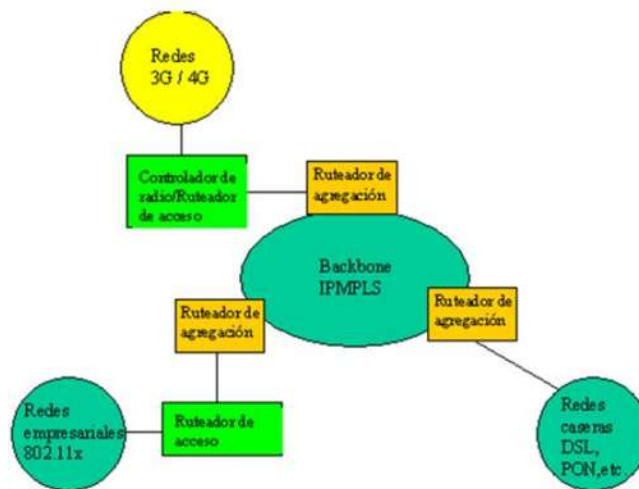 Redes
3G / 4G
Controlador de
radio/Ruteador
de acceso
Ruteador de
agregación
Backbone
IPMPLS
Ruteador de
agregación
Ruteador de
agregación
Redes
empresariales
802.11x
Ruteador de
acceso
Redes
caseras
DSL,
PON,etc.